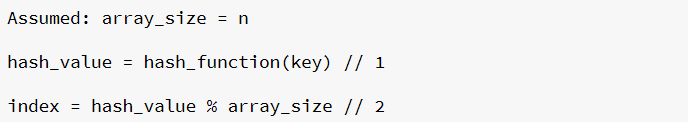 Assumed: array_size = n
hash_value = hash_function(key) // 1
index = hash_value % array_size // 2